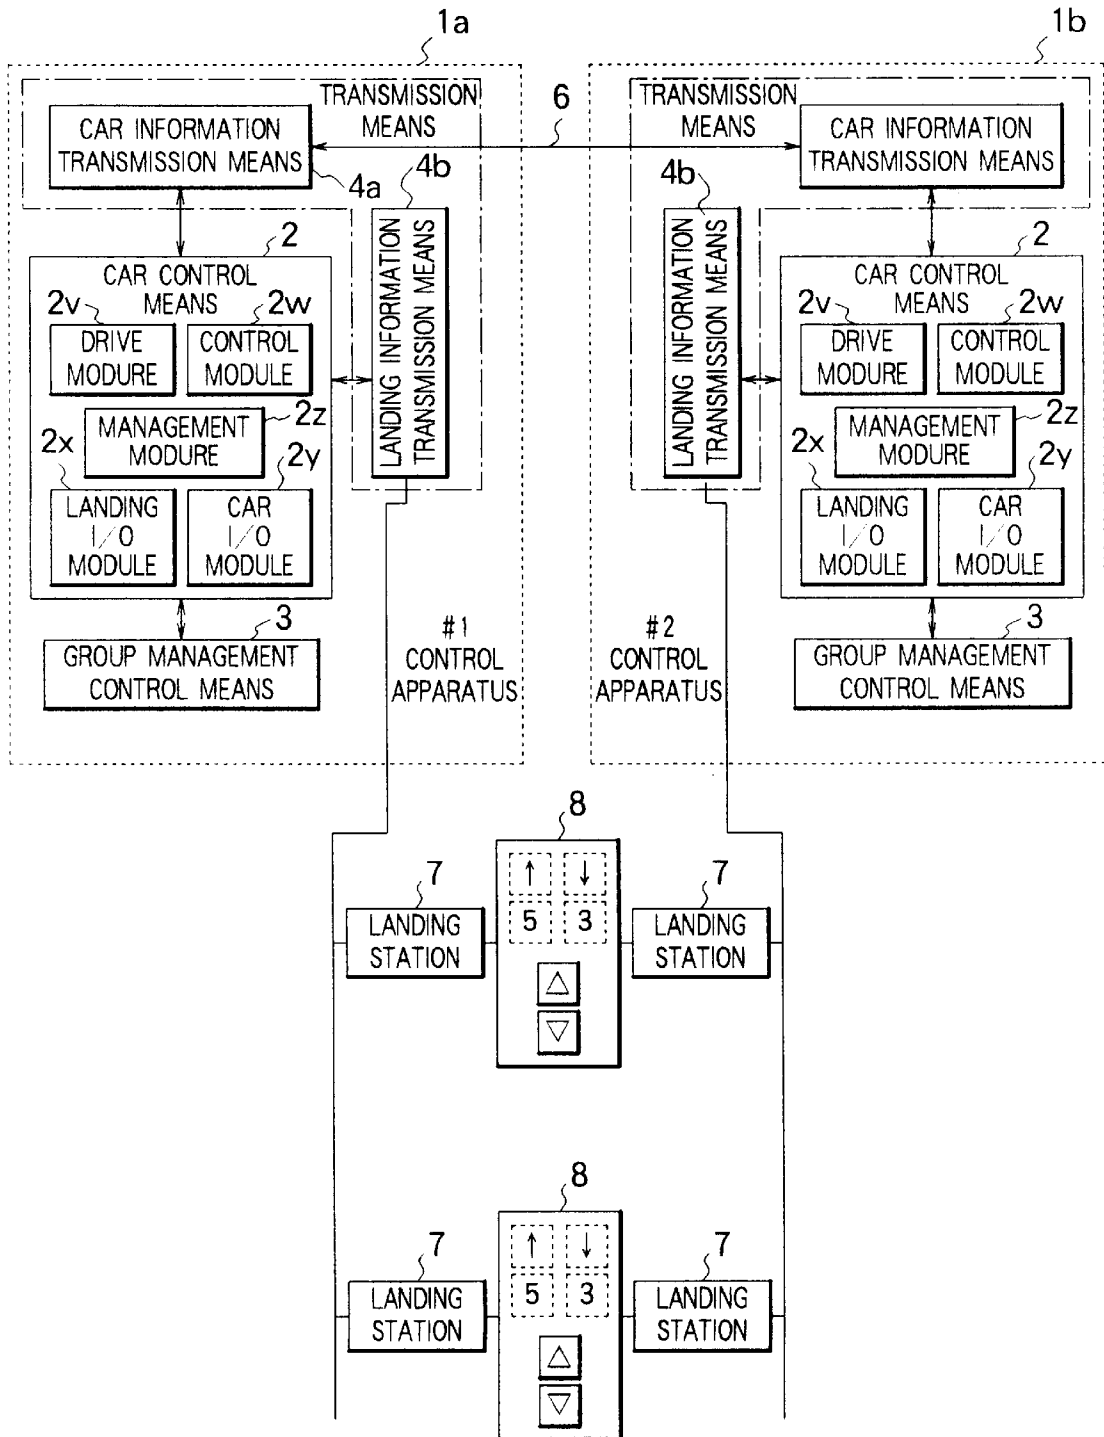 1a
1b
TRANSMISSION
MEANS
6
TRANSMISSION
MEANS
CAR INFORMATION
TRANSMISSION MEANS
4a
4b
LANDING INFORMATION
TRANSMISSION MEANS
4b
LANDING INFORMATION
TRANSMISSION MEANS
CAR INFORMATION
TRANSMISSION MEANS
2
CAR CONTROL
MEANS
2v
2w
DRIVE
MODURE
CONTROL
MODULE
2z
MANAGEMENT
MODURE
2x
2y
LANDING
I/O
MODULE
CAR
I/O
MODULE
3
GROUP MANAGEMENT
CONTROL MEANS
#1
CONTROL
APPARATUS
2
CAR CONTROL
MEANS
2v
2w
DRIVE
MODURE
CONTROL
MODULE
2z
MANAGEMENT
MODURE
2x
2y
LANDING
I/O
MODULE
CAR
I/O
MODULE
3
GROUP MANAGEMENT
CONTROL MEANS
#2
CONTROL
APPARATUS
8
↑ ↓
5 3
△
▽
7
LANDING
STATION
7
LANDING
STATION
8
↑ ↓
5 3
△
▽
7
LANDING
STATION
7
LANDING
STATION